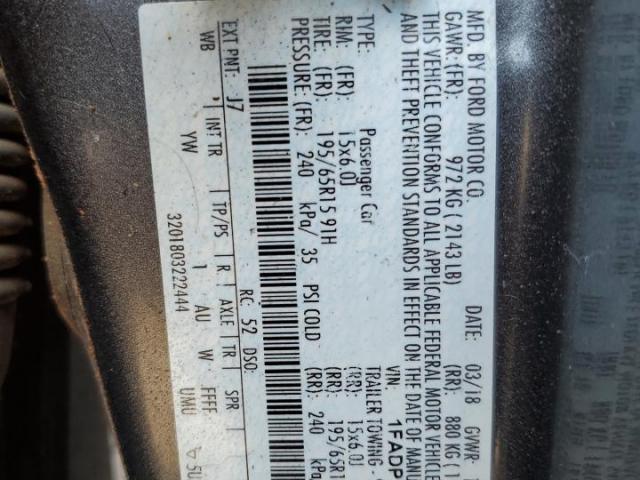 MFD. BY FORD MOTOR CO.
DATE: 03/18 GVWR:
GAWR: (FR): 972 KG ( 2143 LB) (RR): 880 KG ( 1
THIS VEHICLE CONFORMS TO ALL APPLICABLE FEDERAL MOTOR VEHICLE
AND THEFT PREVENTION STANDARDS IN EFFECT ON THE DATE OF MANU
VIN: 1FADP
TYPE: Passenger Car TRAILER TOWING -
RIM: (FR): 15x6.0J (RR): 15x6.0J
TIRE: (FR): 195/65R15 91H (RR): 195/65R1
PRESSURE: (FR): 240 kPa/ 35 PSI COLD (RR): 240 kPa
RC: 52 DSO:
EXT PNT: J7
WB INT TR TP/PS R AXLE TR SPR
YW 1 AU W FFFF 5U
3201803222444 UMU